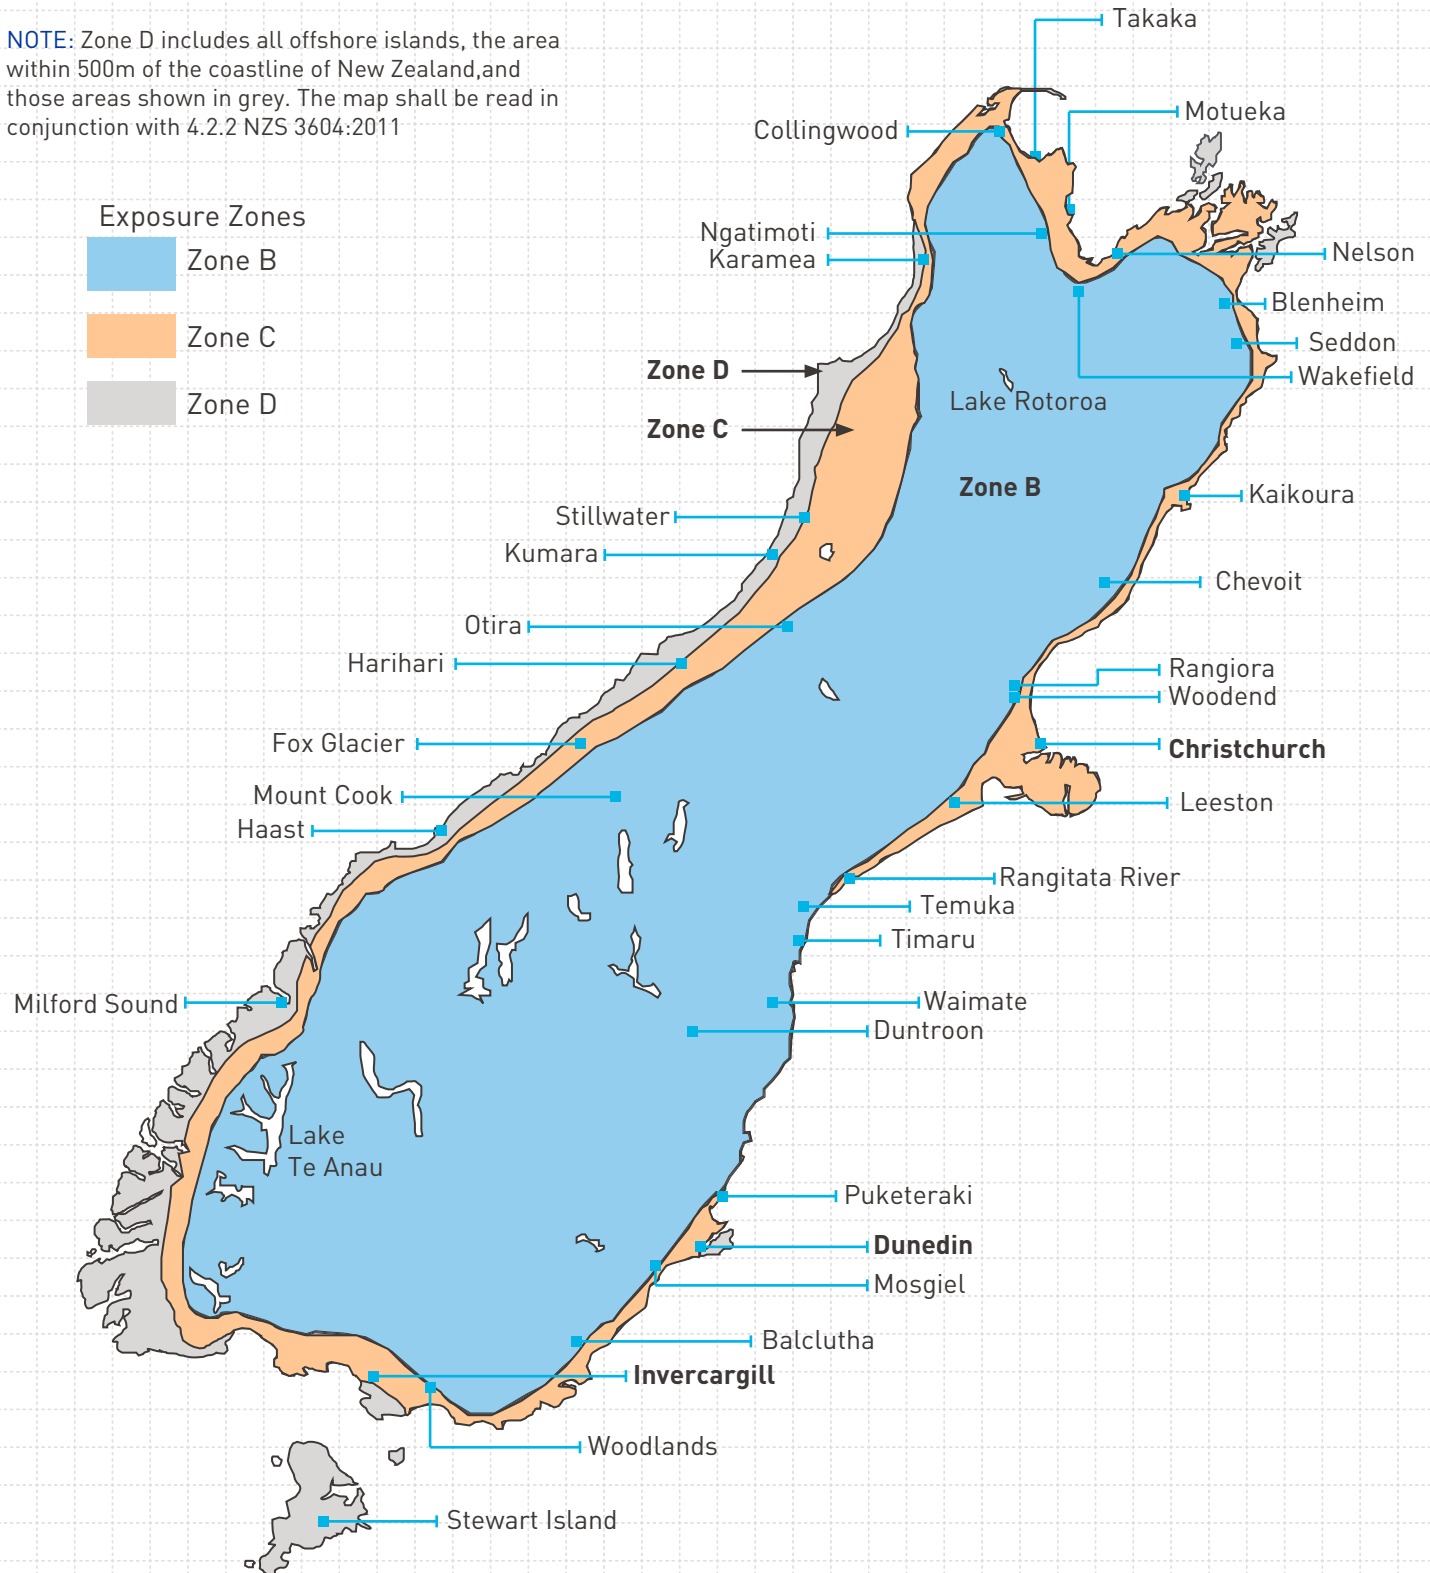 NOTE: Zone D includes all offshore islands, the area
within 500m of the coastline of New Zealand,and
those areas shown in grey. The map shall be read in
conjunction with 4.2.2 NZS 3604:2011
Exposure Zones
Zone B
Zone C
Zone D
Takaka
Motueka
Collingwood
Ngatimoti
Karamea
Nelson
Blenheim
Seddon
Wakefield
Zone D
Lake Rotoroa
Zone C
Zone B
Kaikoura
Stillwater
Kumara
Chevoit
Otira
Harihari
Rangiora
Woodend
Fox Glacier
Christchurch
Mount Cook
Leeston
Haast
Rangitata River
Temuka
Timaru
Milford Sound
Waimate
Duntroon
Lake
Te Anau
Puketeraki
Dunedin
Mosgiel
Balclutha
Invercargill
Woodlands
Stewart Island